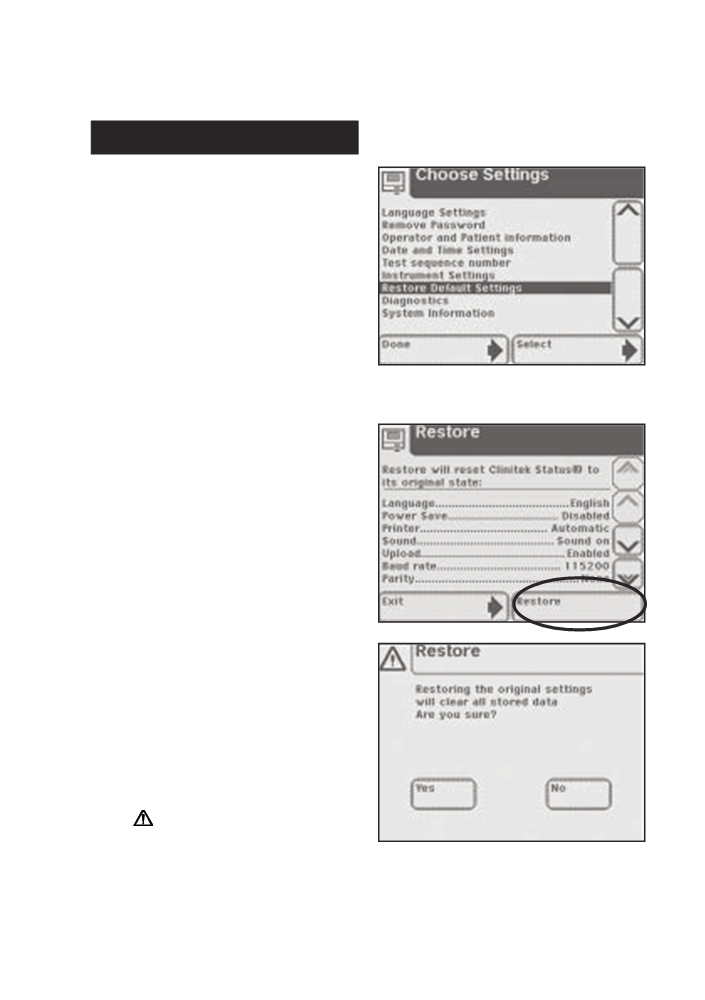 Choose Settings
Language Settings
Remove Password
Operator and Patient information
Date and Time Settings
Test sequence number
Instrument Settings
Restore Default Settings
Diagnostics
System Information
Done
Select
Restore
Restore will reset Clinitek Status® to
its original state:
Language..............................English
Power Save.........................Disabled
Printer.............................. Automatic
Sound............................... Sound on
Upload................................Enabled
Baud rate............................ 115200
Parity...................................None
Exit
Restore
Restore
Restoring the original settings
will clear all stored data
Are you sure?
Yes
No